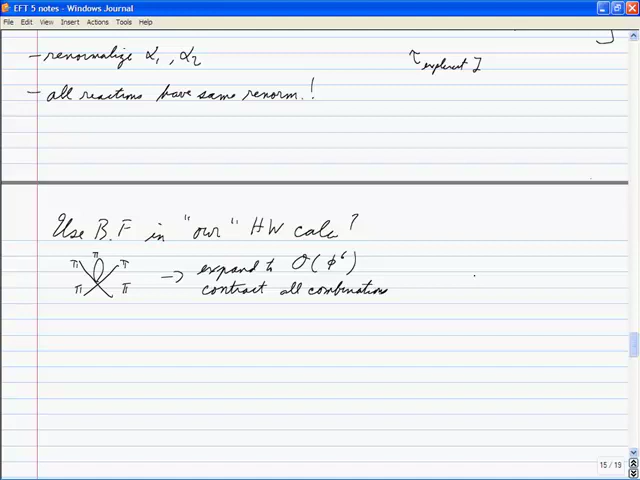 EFT 5 notes - Windows Journal
File Edit View Insert Actions Tools Help
- renormalize α₁, α₂
explicit
- all reactions have same renorm.!
Use B.F in "our" HW calc?
π π π
→ expand to O(φ⁶)
π π
contract all combinations
15 / 19